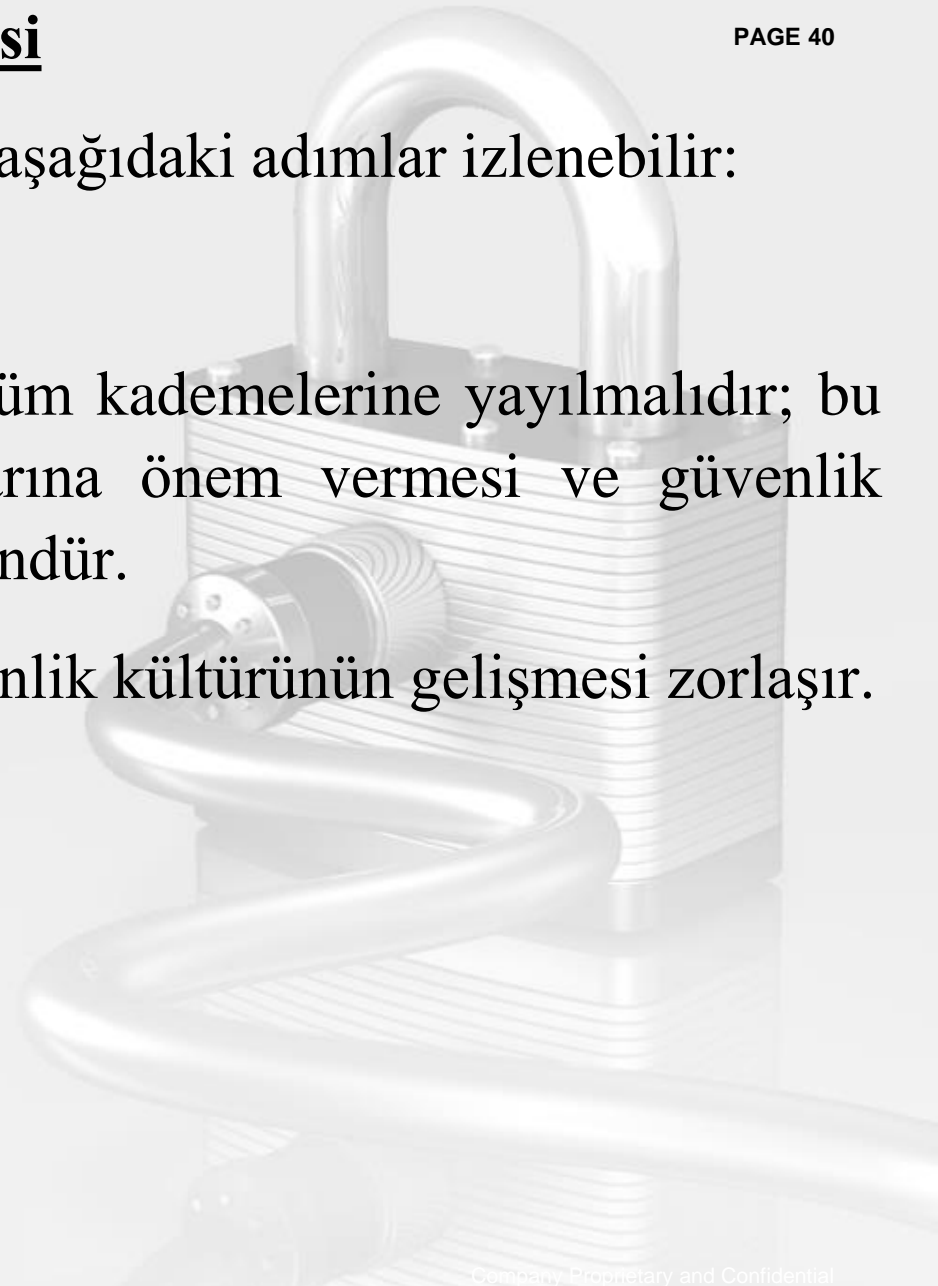 si
PAGE 40
aşağıdaki adımlar izlenebilir:
üm kademelerine yayılmalıdır; bu
arına önem vermesi ve güvenlik
ndür.
nlik kültürünün gelişmesi zorlaşır.
Company Proprietary and Confidential